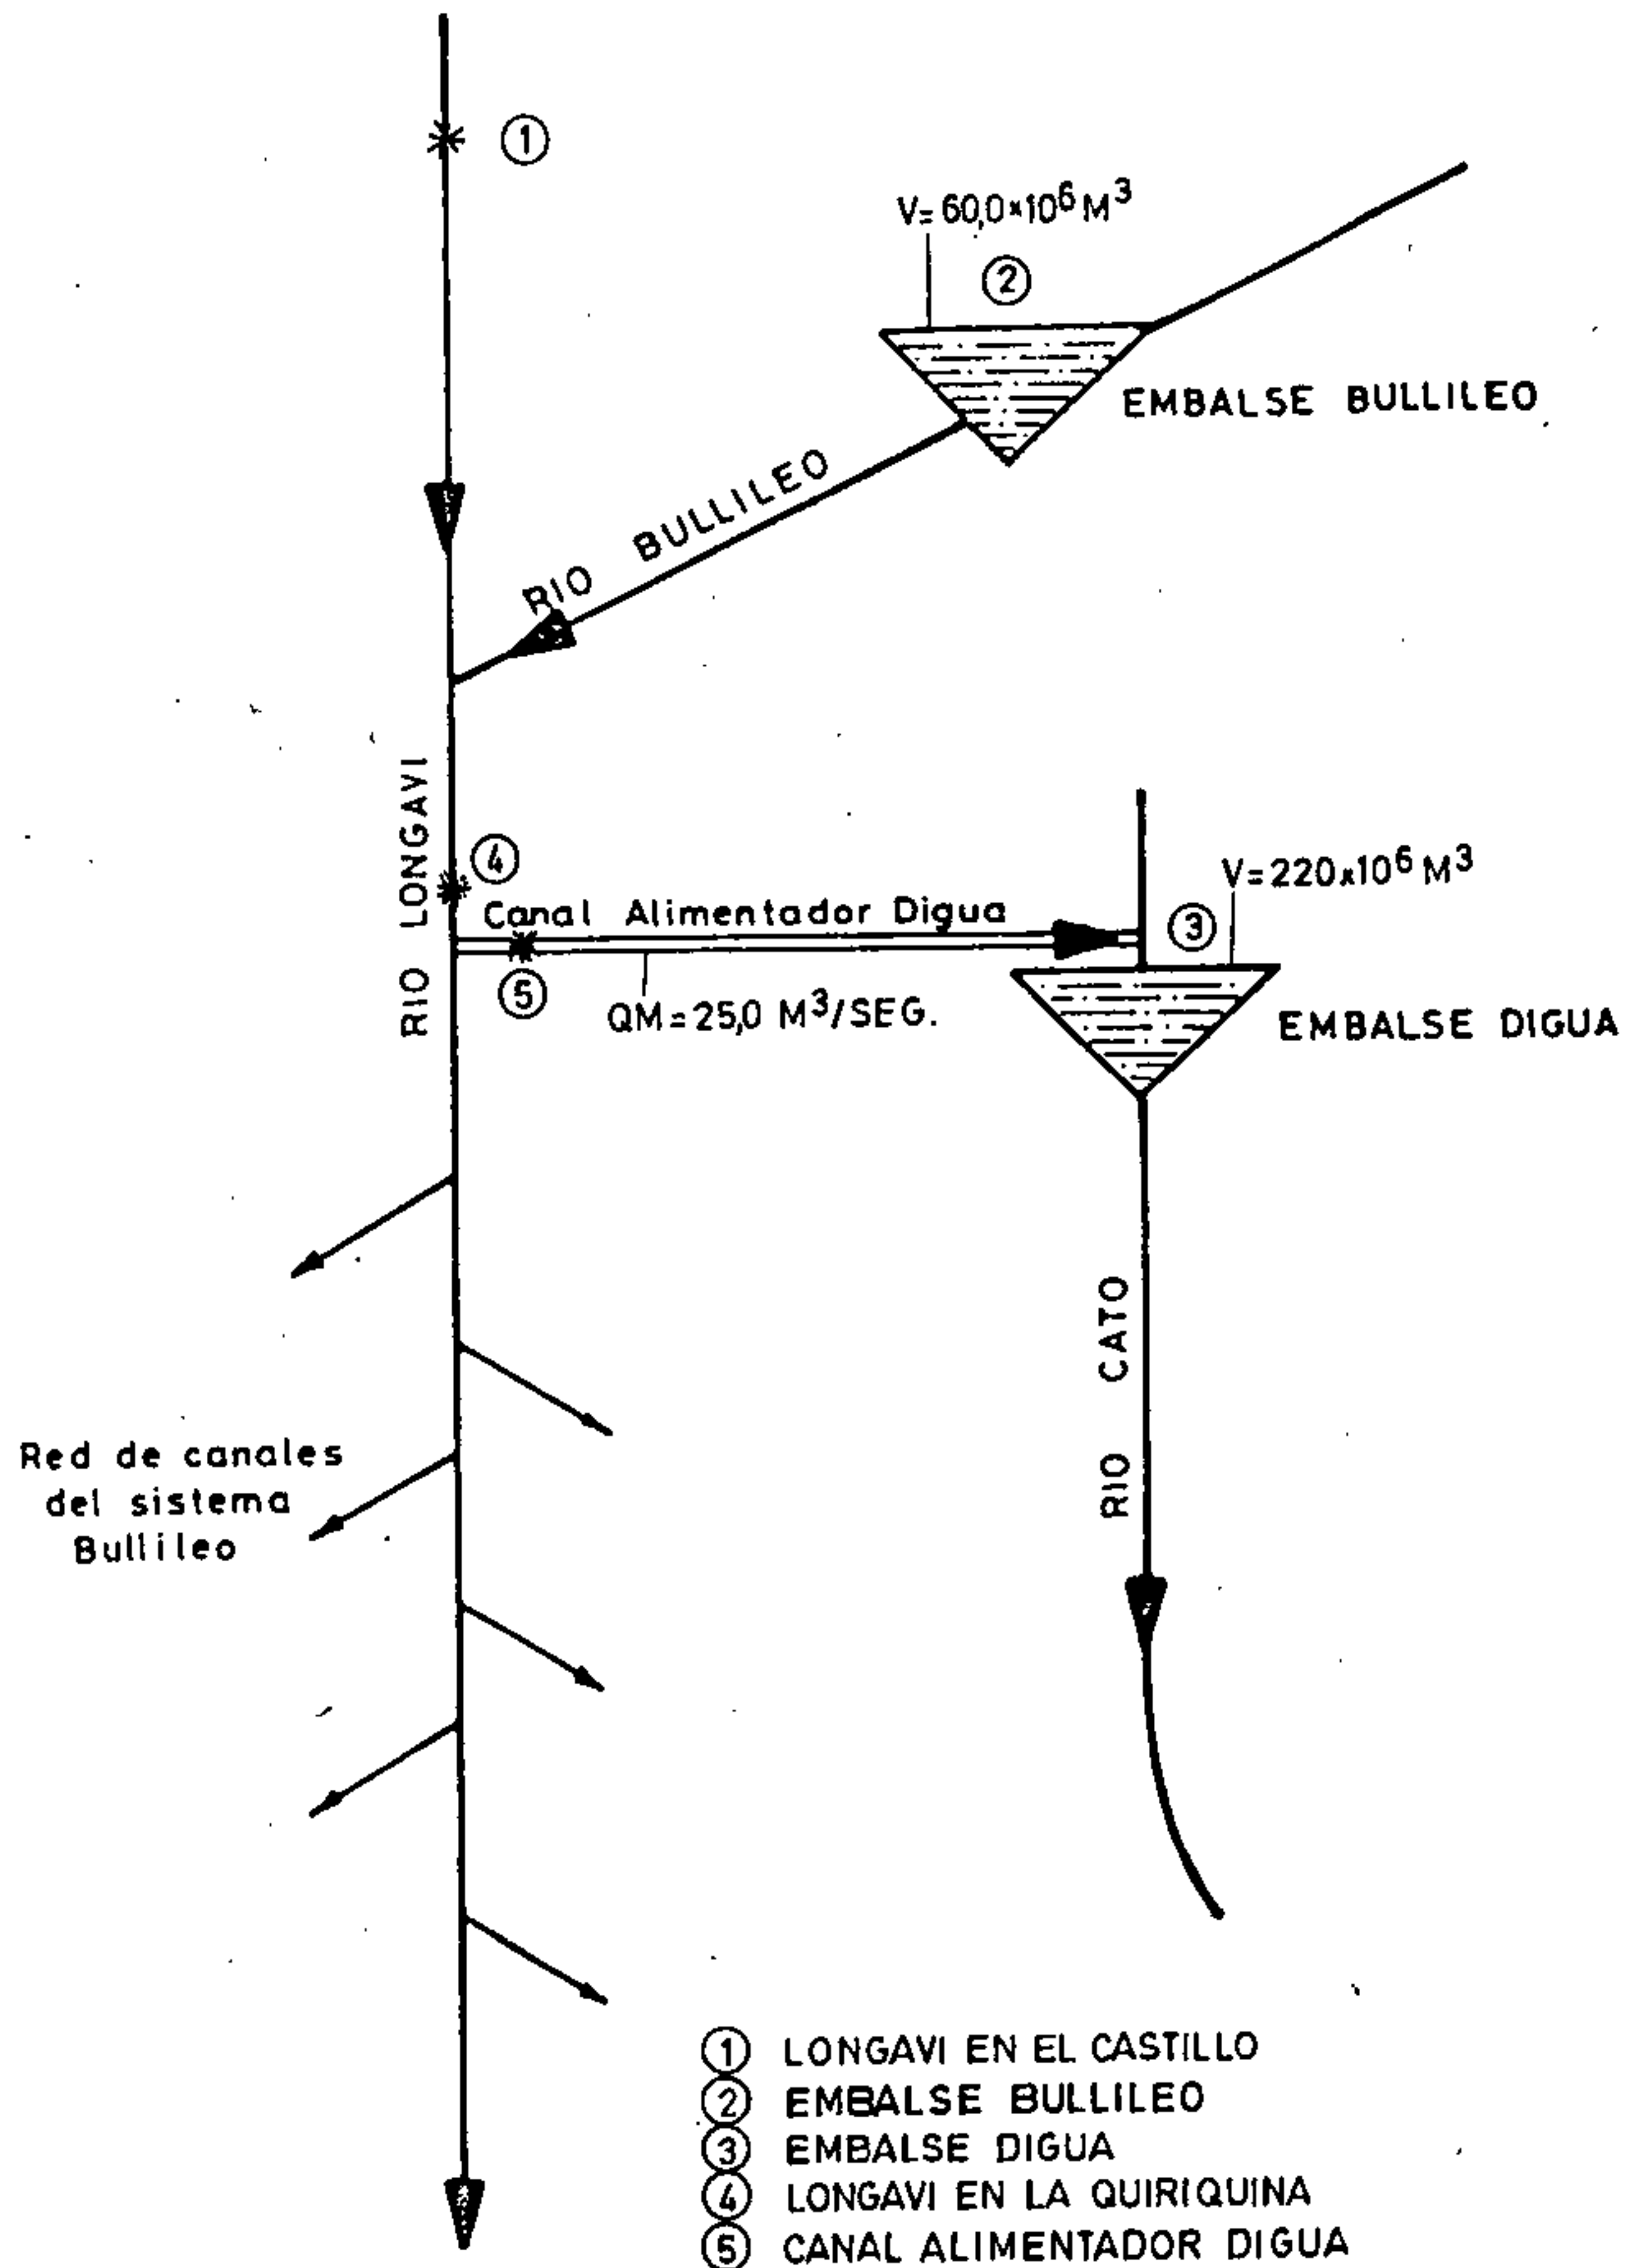 ①
V= 60,0×10⁶ M³
②
EMBALSE BULLILEO
RIO BULLILEO
RIO LONGAVI
④
Canal Alimentador Digua
V=220×10⁶ M³
③
⑤
QM=25,0 M³/SEG.
EMBALSE DIGUA
RIO CATO
Red de canales
del sistema
Bullileo
① LONGAVI EN EL CASTILLO
② EMBALSE BULLILEO
③ EMBALSE DIGUA
④ LONGAVI EN LA QUIRIQUINA
⑤ CANAL ALIMENTADOR DIGUA